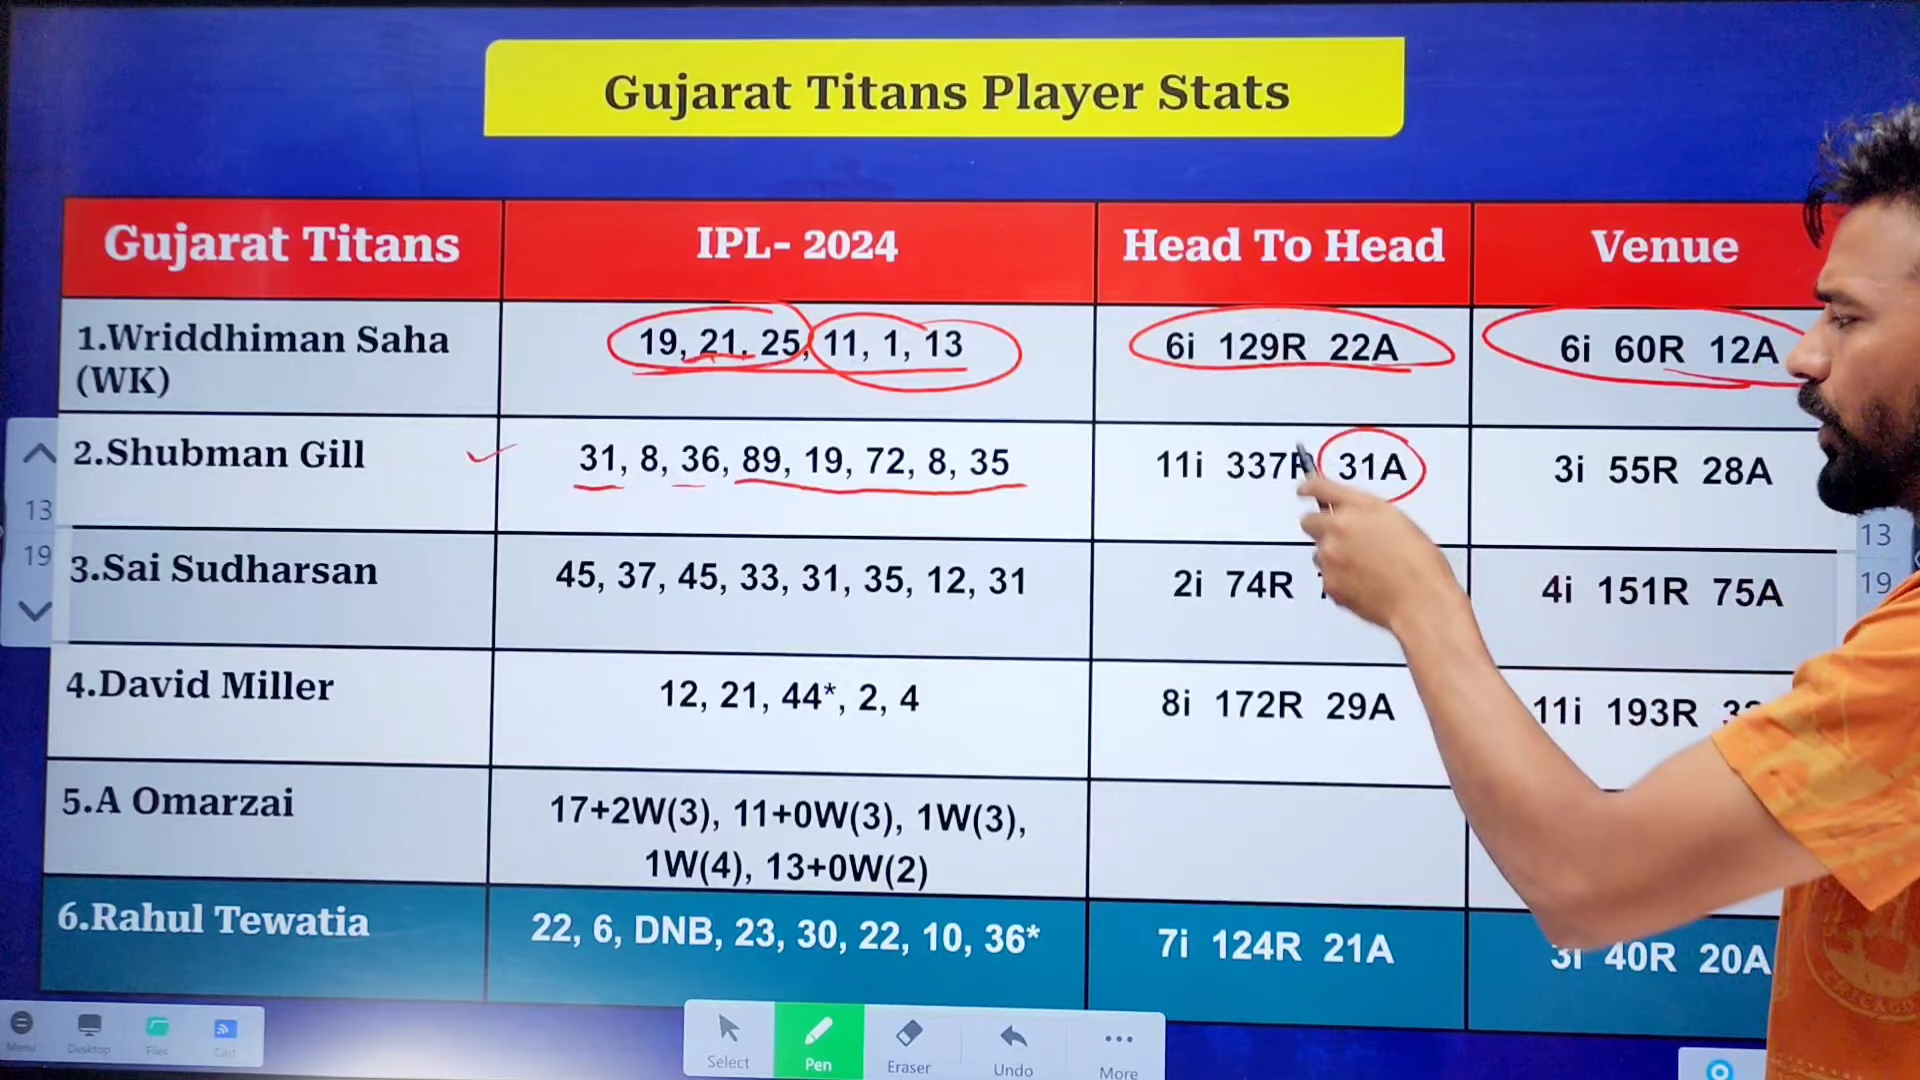 Gujarat Titans Player Stats
Gujarat Titans IPL- 2024 Head To Head Venue
1.Wriddhiman Saha (WK) 19, 21, 25, 11, 1, 13 6i 129R 22A 6i 60R 12A
2.Shubman Gill 31, 8, 36, 89, 19, 72, 8, 35 11i 337R 31A 3i 55R 28A
13
19
13
19
3.Sai Sudharsan 45, 37, 45, 33, 31, 35, 12, 31 2i 74R 4i 151R 75A
4.David Miller 12, 21, 44*, 2, 4 8i 172R 29A 11i 193R
5.A Omarzai 17+2W(3), 11+0W(3), 1W(3),
1W(4), 13+0W(2)
6.Rahul Tewatia 22, 6, DNB, 23, 30, 22, 10, 36* 7i 124R 21A 3i 40R 20A
Menu Desktop Files Cast
Select Pen Eraser Undo More